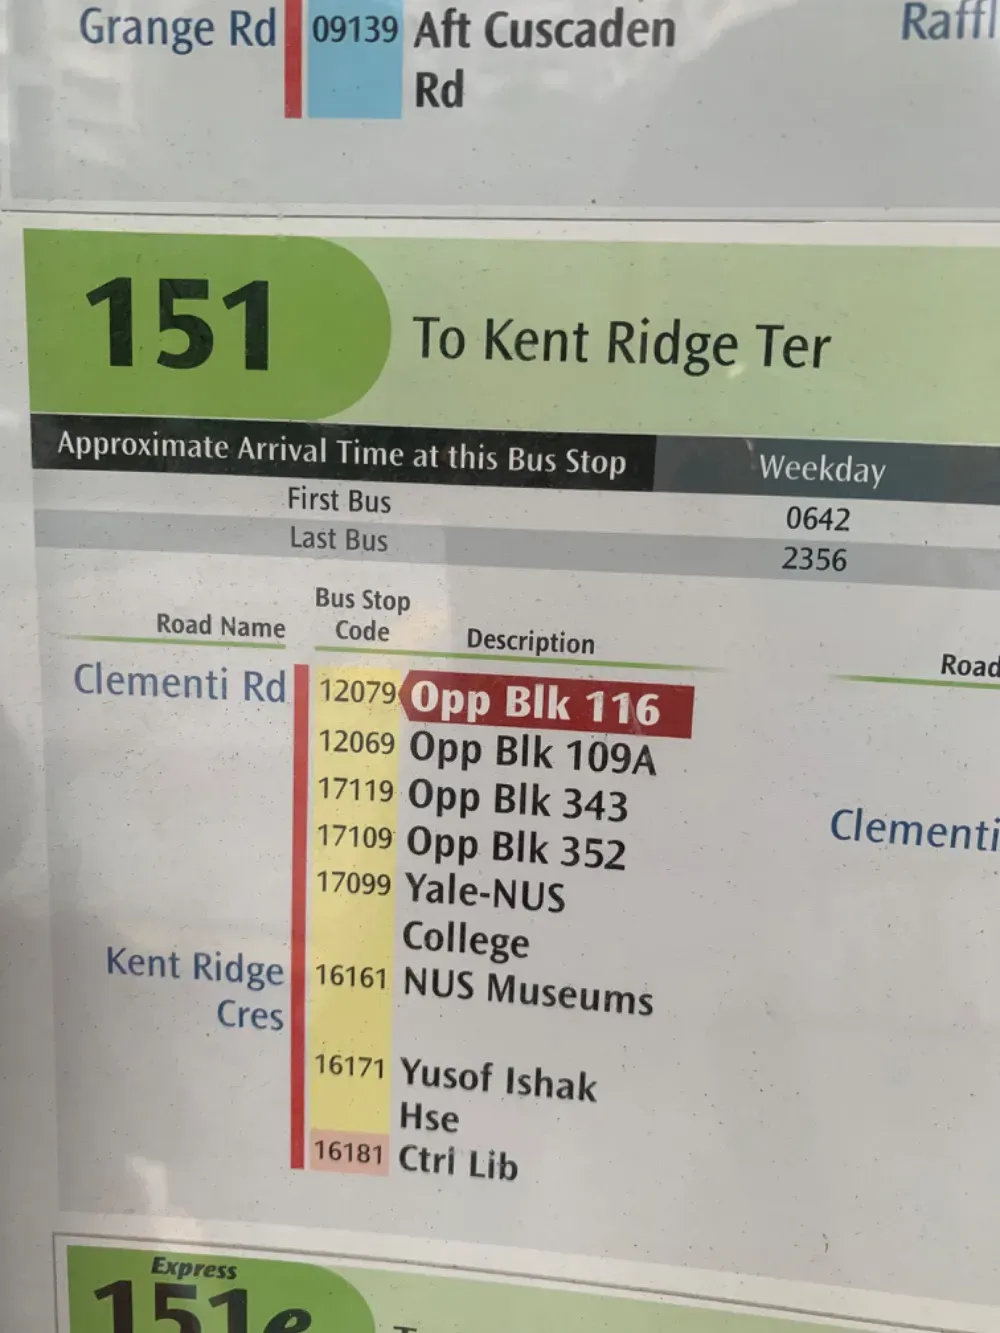 Grange Rd 09139 Aft Cuscaden
Rd
151 To Kent Ridge Ter
Approximate Arrival Time at this Bus Stop Weekday
First Bus 0642
Last Bus 2356
Road Name Bus Stop Code Description
Road
Clementi Rd 12079 Opp Blk 116
12069 Opp Blk 109A
17119 Opp Blk 343
Clementi
17109 Opp Blk 352
17099 Yale-NUS
College
Kent Ridge 16161 NUS Museums
Cres
16171 Yusof Ishak
Hse
16181 Ctrl Lib
Express
151e